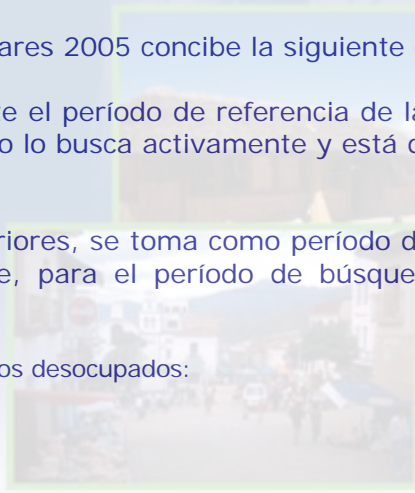 ares 2005 concibe la siguiente
e el período de referencia de la
o lo busca activamente y está d
riores, se toma como período d
e, para el período de búsque
os desocupados: